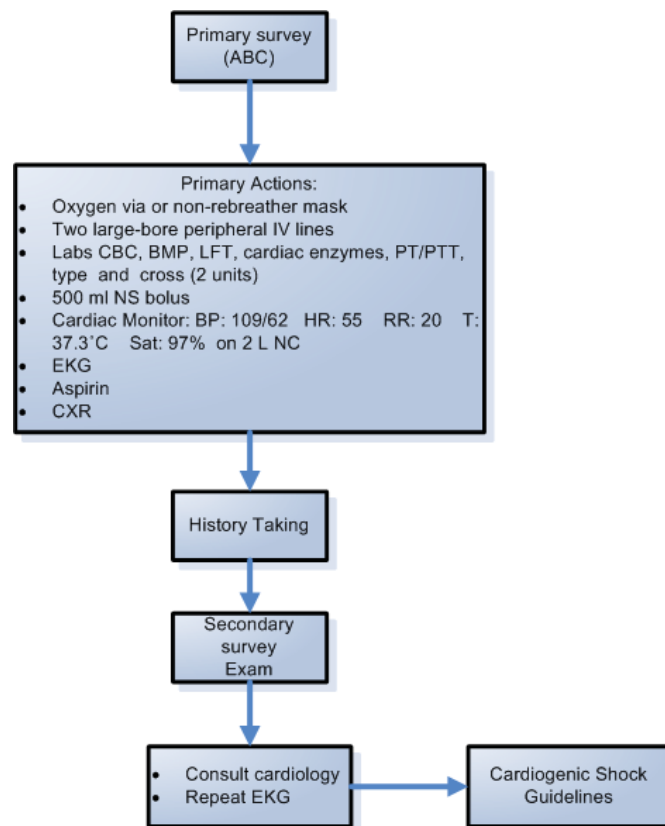 Primary survey
(ABC)
Primary Actions:
• Oxygen via or non-rebreather mask
• Two large-bore peripheral IV lines
• Labs CBC, BMP, LFT, cardiac enzymes, PT/PTT,
type and cross (2 units)
• 500 ml NS bolus
• Cardiac Monitor: BP: 109/62 HR: 55 RR: 20 T:
37.3˚C Sat: 97% on 2 L NC
• EKG
• Aspirin
• CXR
History Taking
Secondary
survey
Exam
• Consult cardiology
• Repeat EKG
Cardiogenic Shock
Guidelines